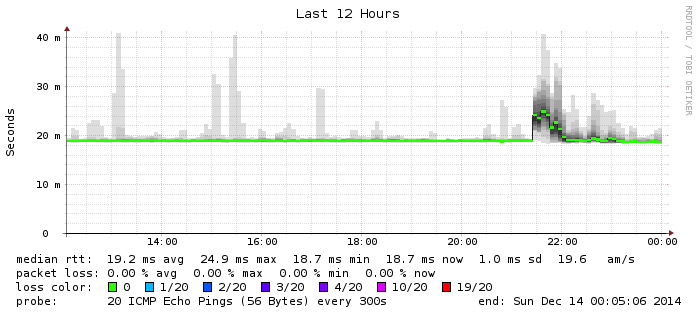 Last 12 Hours
RRDTOOL / TOBI OETIKER
Seconds
40 m
30 m
20 m
10 m
0
14:00 16:00 18:00 20:00 22:00 00:00
median rtt: 19.2 ms avg 24.9 ms max 18.7 ms min 18.7 ms now 1.0 ms sd 19.6 am/s
packet loss: 0.00 % avg 0.00 % max 0.00 % min 0.00 % now
loss color: 0 1/20 2/20 3/20 4/20 10/20 19/20
probe: 20 ICMP Echo Pings (56 Bytes) every 300s end: Sun Dec 14 00:05:06 2014